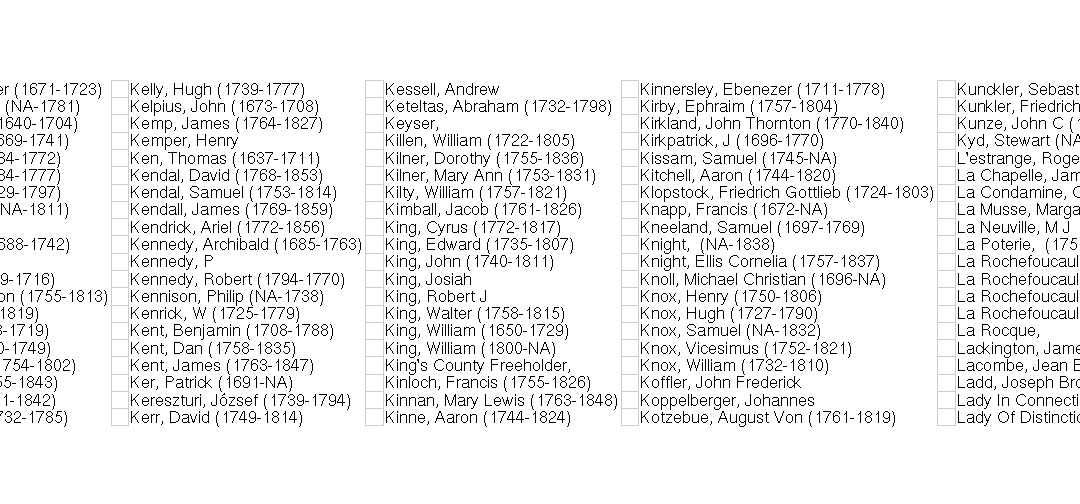 er (1671-1723)
(NA-1781)
1640-1704)
669-1741)
34-1772)
34-1777)
29-1797)
NA-1811)
688-1742)
9-1716)
on (1755-1813)
1819)
3-1719)
0-1749)
1754-1802)
55-1843)
1-1842)
732-1785)
Kelly, Hugh (1739-1777)
Kelpius, John (1673-1708)
Kemp, James (1764-1827)
Kemper, Henry
Ken, Thomas (1637-1711)
Kendal, David (1768-1853)
Kendal, Samuel (1753-1814)
Kendall, James (1769-1859)
Kendrick, Ariel (1772-1856)
Kennedy, Archibald (1685-1763)
Kennedy, P
Kennedy, Robert (1794-1770)
Kennison, Philip (NA-1738)
Kenrick, W (1725-1779)
Kent, Benjamin (1708-1788)
Kent, Dan (1758-1835)
Kent, James (1763-1847)
Ker, Patrick (1691-NA)
Kereszturi, József (1739-1794)
Kerr, David (1749-1814)
Kessell, Andrew
Keteltas, Abraham (1732-1798)
Keyser,
Killen, William (1722-1805)
Kilner, Dorothy (1755-1836)
Kilner, Mary Ann (1753-1831)
Kilty, William (1757-1821)
Kimball, Jacob (1761-1826)
King, Cyrus (1772-1817)
King, Edward (1735-1807)
King, John (1740-1811)
King, Josiah
King, Robert J
King, Walter (1758-1815)
King, William (1650-1729)
King, William (1800-NA)
King's County Freeholder,
Kinloch, Francis (1755-1826)
Kinnan, Mary Lewis (1763-1848)
Kinne, Aaron (1744-1824)
Kinnersley, Ebenezer (1711-1778)
Kirby, Ephraim (1757-1804)
Kirkland, John Thornton (1770-1840)
Kirkpatrick, J (1696-1770)
Kissam, Samuel (1745-NA)
Kitchell, Aaron (1744-1820)
Klopstock, Friedrich Gottlieb (1724-1803)
Knapp, Francis (1672-NA)
Kneeland, Samuel (1697-1769)
Knight, (NA-1838)
Knight, Ellis Cornelia (1757-1837)
Knoll, Michael Christian (1696-NA)
Knox, Henry (1750-1806)
Knox, Hugh (1727-1790)
Knox, Samuel (NA-1832)
Knox, Vicesimus (1752-1821)
Knox, William (1732-1810)
Koffler, John Frederick
Koppelberger, Johannes
Kotzebue, August Von (1761-1819)
Kunckler, Sebast
Kunkler, Friedrich
Kunze, John C (1
Kyd, Stewart (NA
L'estrange, Roge
La Chapelle, Jam
La Condamine, C
La Musse, Marga
La Neuville, M J
La Poterie, (175
La Rochefoucaul
La Rochefoucaul
La Rochefoucaul
La Rochefoucaul
La Rocque,
Lackington, Jame
Lacombe, Jean E
Ladd, Joseph Bro
Lady In Connecti
Lady Of Distinctio